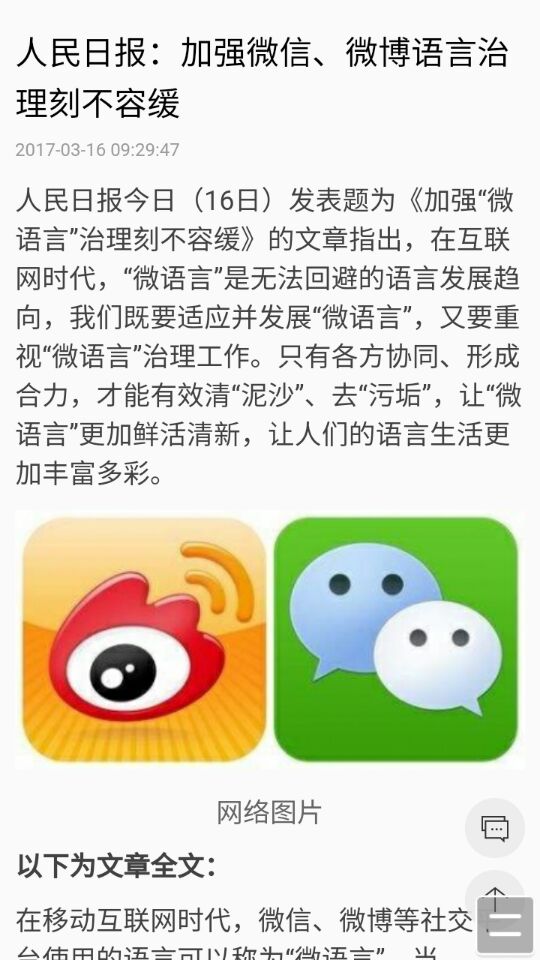 人民日报：加强微信、微博语言治
理刻不容缓
2017-03-16 09:29:47
人民日报今日（16日）发表题为《加强“微
语言”治理刻不容缓》的文章指出，在互联
网时代，“微语言”是无法回避的语言发展趋
向，我们既要适应并发展“微语言”，又要重
视“微语言”治理工作。只有各方协同、形成
合力，才能有效清“泥沙”、去“污垢”，让“微
语言”更加鲜活清新，让人们的语言生活更
加丰富多彩。
网络图片
以下为文章全文：
在移动互联网时代，微信、微博等社交
台使用的语言可以称为“微语言”。当